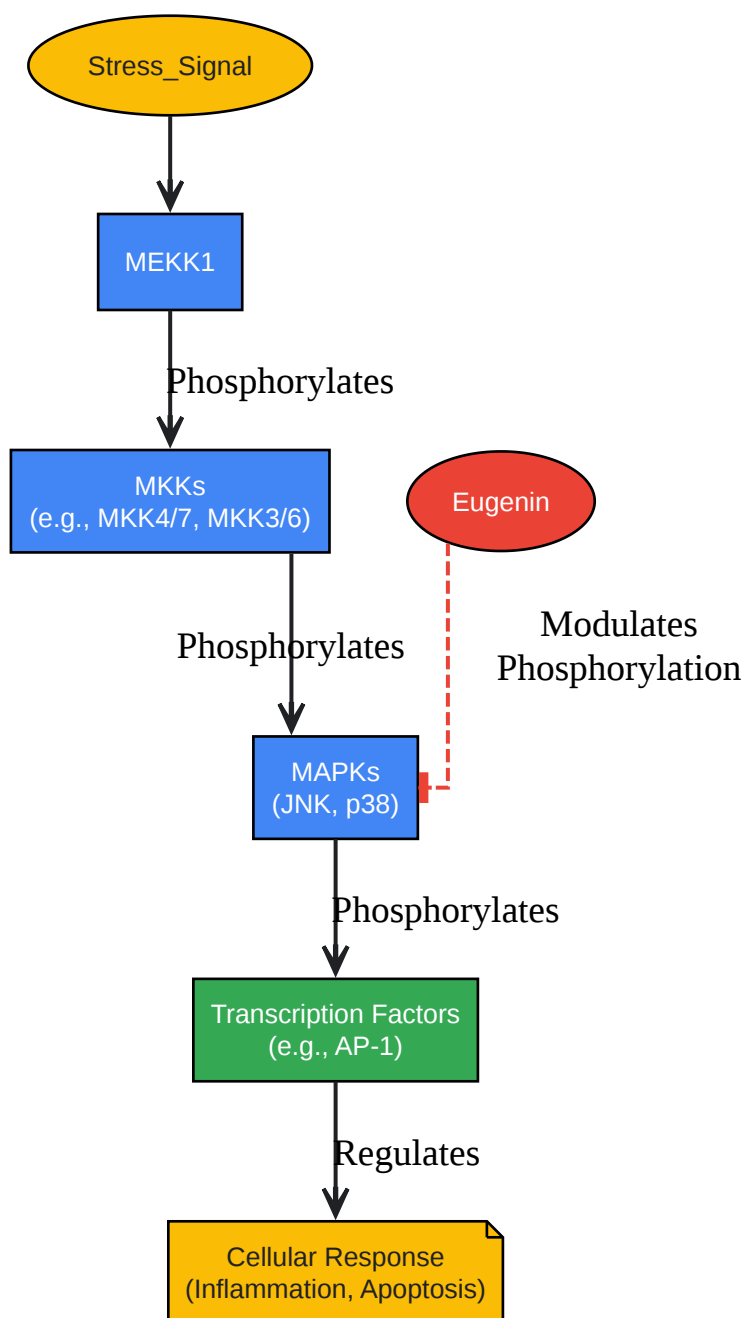 Stress_Signal
MEKK1
Phosphorylates
MKKs
(e.g., MKK4/7, MKK3/6)
Eugenin
Phosphorylates
Modulates
Phosphorylation
MAPKs
(JNK, p38)
Phosphorylates
Transcription Factors
(e.g., AP-1)
Regulates
Cellular Response
(Inflammation, Apoptosis)